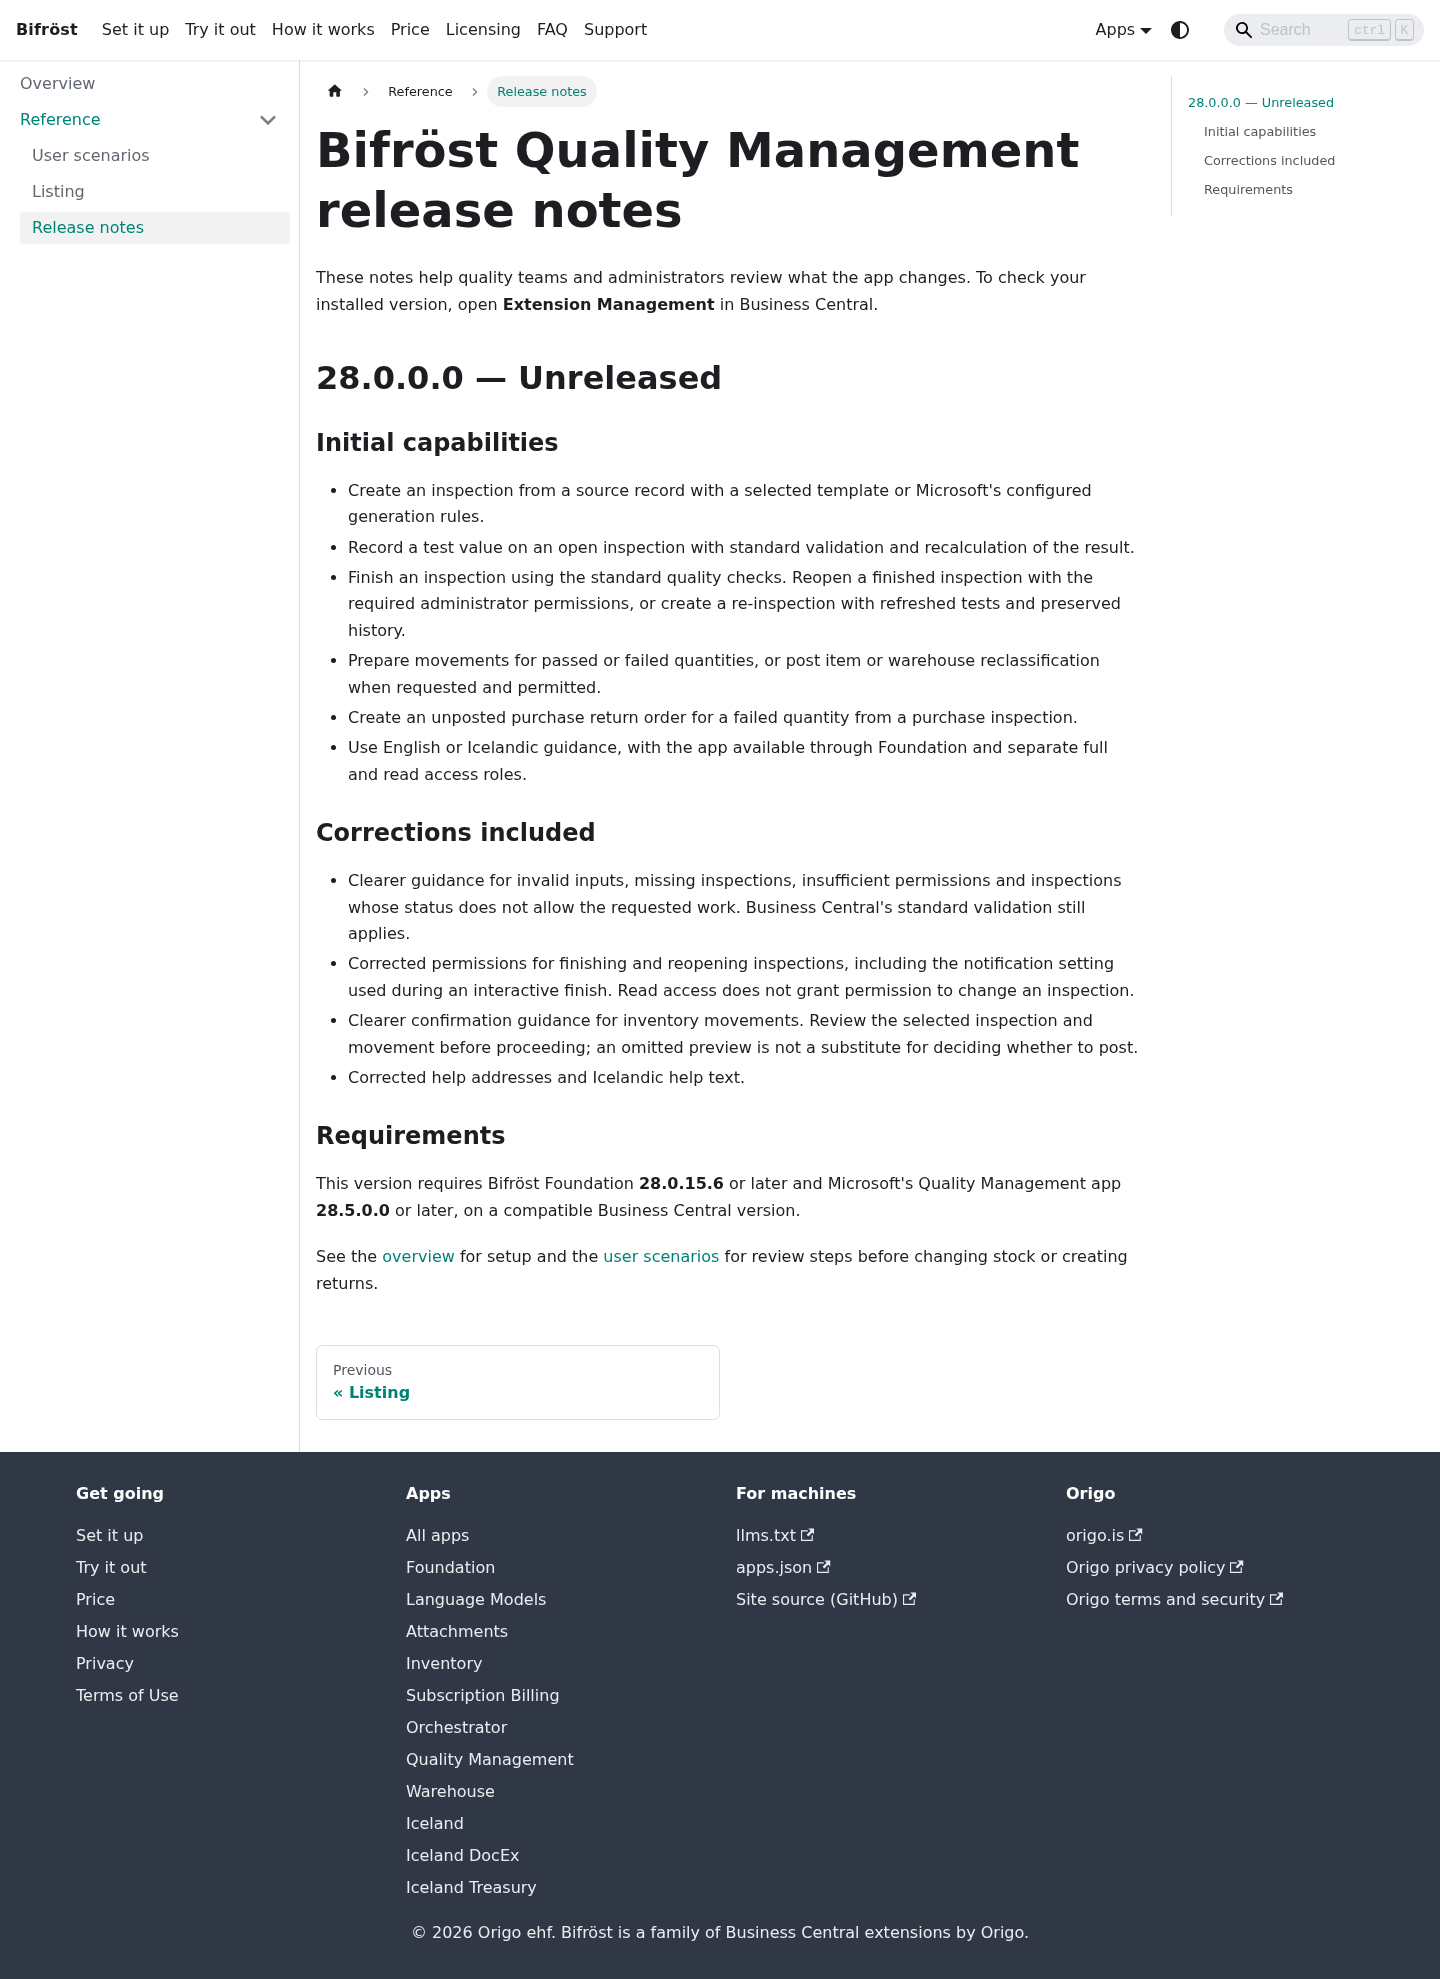 Bifröst Set it up Try it out How it works Price Licensing FAQ Support Apps Search ctrl K
Overview
Reference
User scenarios
Listing
Release notes
Reference Release notes
Bifröst Quality Management
release notes
These notes help quality teams and administrators review what the app changes. To check your
installed version, open Extension Management in Business Central.
28.0.0.0 — Unreleased
Initial capabilities
• Create an inspection from a source record with a selected template or Microsoft's configured
generation rules.
• Record a test value on an open inspection with standard validation and recalculation of the result.
• Finish an inspection using the standard quality checks. Reopen a finished inspection with the
required administrator permissions, or create a re-inspection with refreshed tests and preserved
history.
• Prepare movements for passed or failed quantities, or post item or warehouse reclassification
when requested and permitted.
• Create an unposted purchase return order for a failed quantity from a purchase inspection.
• Use English or Icelandic guidance, with the app available through Foundation and separate full
and read access roles.
Corrections included
• Clearer guidance for invalid inputs, missing inspections, insufficient permissions and inspections
whose status does not allow the requested work. Business Central's standard validation still
applies.
• Corrected permissions for finishing and reopening inspections, including the notification setting
used during an interactive finish. Read access does not grant permission to change an inspection.
• Clearer confirmation guidance for inventory movements. Review the selected inspection and
movement before proceeding; an omitted preview is not a substitute for deciding whether to post.
• Corrected help addresses and Icelandic help text.
Requirements
This version requires Bifröst Foundation 28.0.15.6 or later and Microsoft's Quality Management app
28.5.0.0 or later, on a compatible Business Central version.
See the overview for setup and the user scenarios for review steps before changing stock or creating
returns.
Previous
« Listing
28.0.0.0 — Unreleased
Initial capabilities
Corrections included
Requirements
Get going
Set it up
Try it out
Price
How it works
Privacy
Terms of Use
Apps
All apps
Foundation
Language Models
Attachments
Inventory
Subscription Billing
Orchestrator
Quality Management
Warehouse
Iceland
Iceland DocEx
Iceland Treasury
For machines
llms.txt
apps.json
Site source (GitHub)
Origo
origo.is
Origo privacy policy
Origo terms and security
© 2026 Origo ehf. Bifröst is a family of Business Central extensions by Origo.